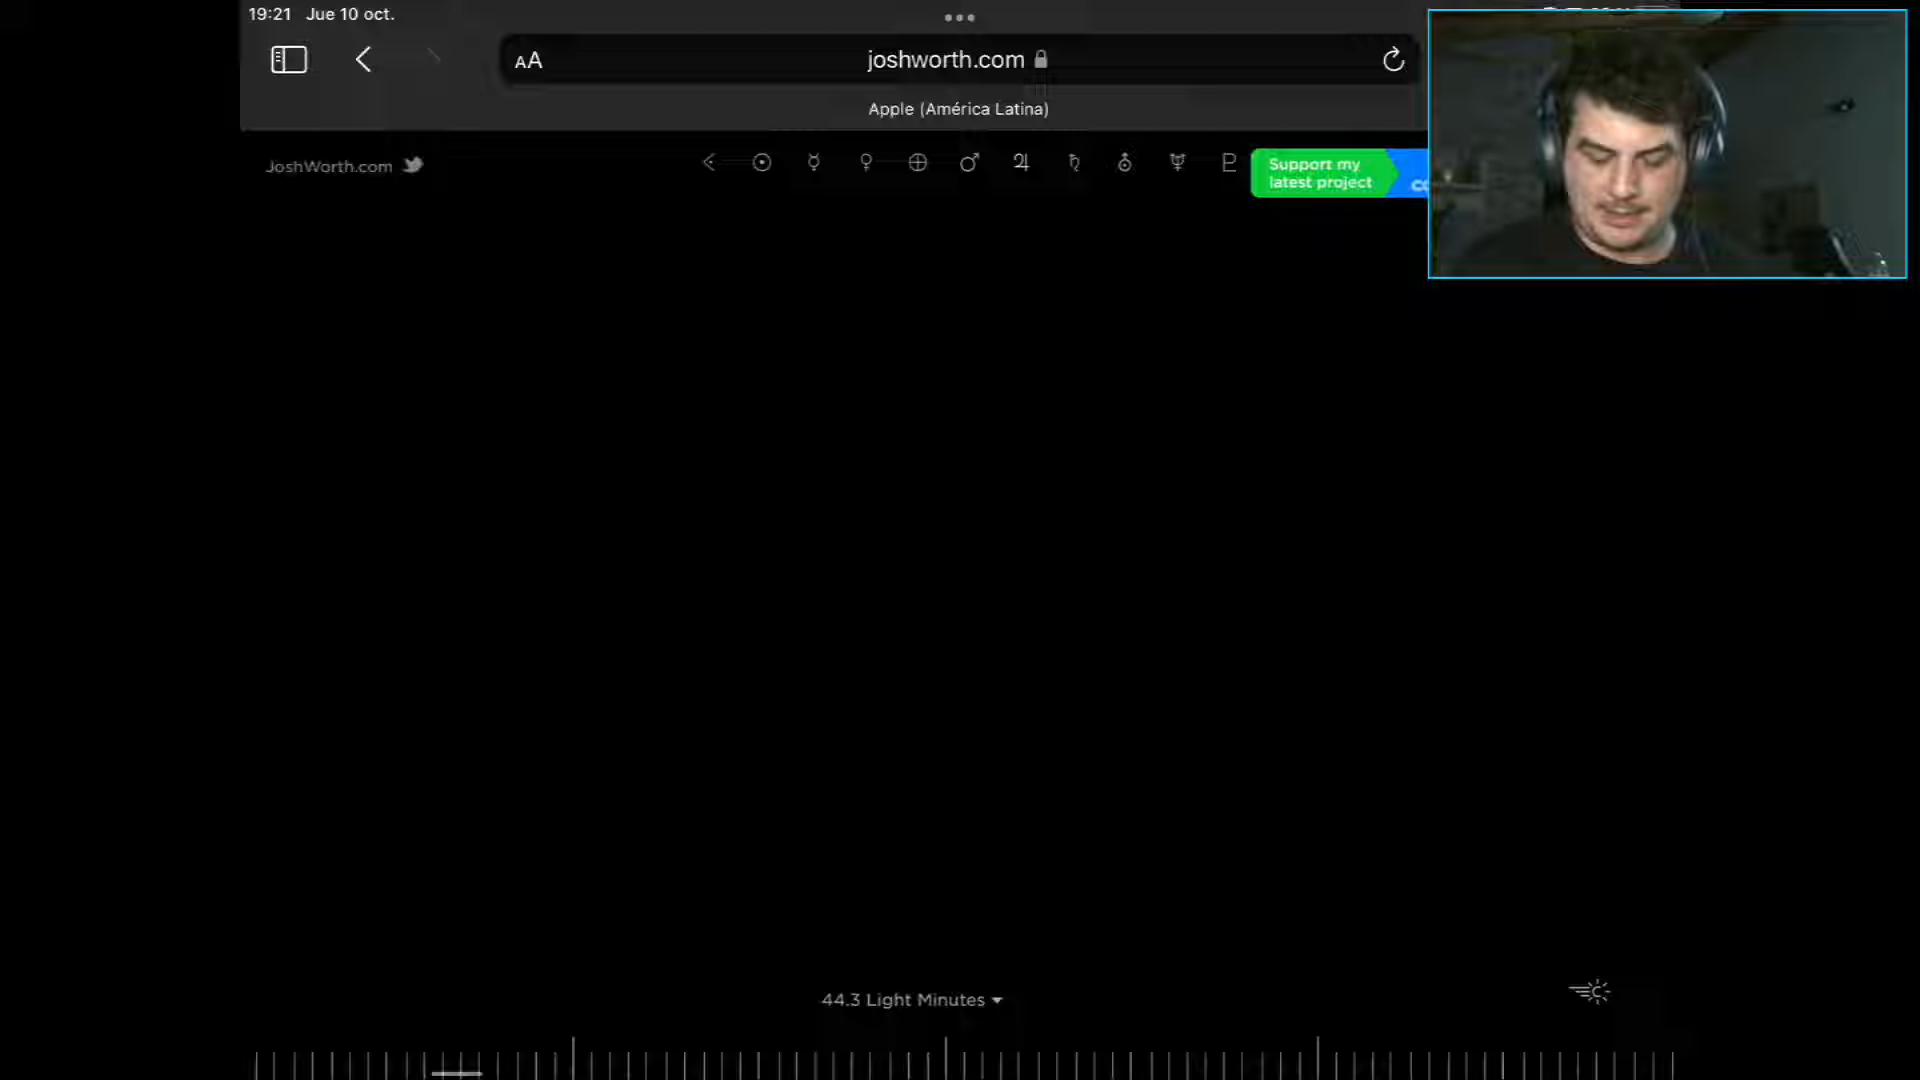 19:21 Jue 10 oct.
AA
joshworth.com
Apple (América Latina)
JoshWorth.com
Support my
latest project
44.3 Light Minutes